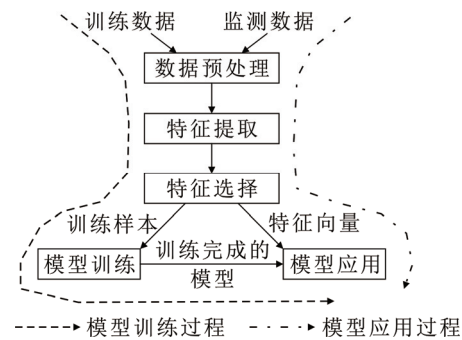 训练数据 监测数据
数据预处理
特征提取
特征选择
训练样本 特征向量
模型训练 训练完成的 模型应用
模型
模型训练过程 模型应用过程